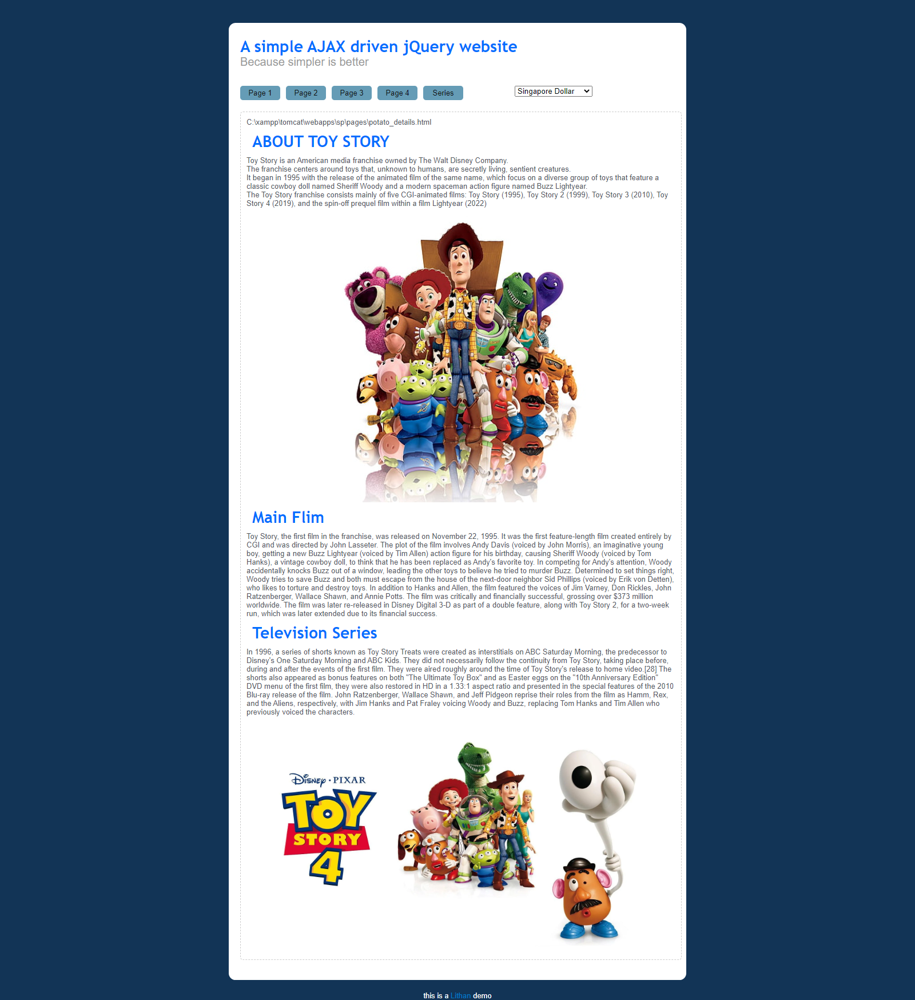 A simple AJAX driven jQuery website
Because simpler is better
Page 1 Page 2 Page 3 Page 4 Series Singapore Dollar
C:\xampp\tomcat\webapps\sp\pages\potato_details.html
ABOUT TOY STORY
Toy Story is an American media franchise owned by The Walt Disney Company.
The franchise centers around toys that, unknown to humans, are secretly living, sentient creatures.
It began in 1995 with the release of the animated film of the same name, which focus on a diverse group of toys that feature a
classic cowboy doll named Sheriff Woody and a modern spaceman action figure named Buzz Lightyear.
The Toy Story franchise consists mainly of five CGI-animated films: Toy Story (1995), Toy Story 2 (1999), Toy Story 3 (2010), Toy
Story 4 (2019), and the spin-off prequel film within a film Lightyear (2022)
Main Flim
Toy Story, the first film in the franchise, was released on November 22, 1995. It was the first feature-length film created entirely by
CGI and was directed by John Lasseter. The plot of the film involves Andy Davis (voiced by John Morris), an imaginative young
boy, getting a new Buzz Lightyear (voiced by Tim Allen) action figure for his birthday, causing Sheriff Woody (voiced by Tom
Hanks), a vintage cowboy doll, to think that he has been replaced as Andy's favorite toy. In competing for Andy's attention, Woody
accidentally knocks Buzz out of a window, leading the other toys to believe he tried to murder Buzz. Determined to set things right,
Woody tries to save Buzz and both must escape from the house of the next-door neighbor Sid Phillips (voiced by Erik von Detten),
who likes to torture and destroy toys. In addition to Hanks and Allen, the film featured the voices of Jim Varney, Don Rickles, John
Ratzenberger, Wallace Shawn, and Annie Potts. The film was critically and financially successful, grossing over $373 million
worldwide. The film was later re-released in Disney Digital 3-D as part of a double feature, along with Toy Story 2, for a two-week
run, which was later extended due to its financial success.
Television Series
In 1996, a series of shorts known as Toy Story Treats were created as interstitials on ABC Saturday Morning, the predecessor to
Disney's One Saturday Morning and ABC Kids. They did not necessarily follow the continuity from Toy Story, taking place before,
during and after the events of the first film. They were aired roughly around the time of Toy Story's release to home video.[28] The
shorts also appeared as bonus features on both "The Ultimate Toy Box" and as Easter eggs on the "10th Anniversary Edition"
DVD menu of the first film, they were also restored in HD in a 1.33:1 aspect ratio and presented in the special features of the 2010
Blu-ray release of the film. John Ratzenberger, Wallace Shawn, and Jeff Pidgeon reprise their roles from the film as Hamm, Rex,
and the Aliens, respectively, with Jim Hanks and Pat Fraley voicing Woody and Buzz, replacing Tom Hanks and Tim Allen who
previously voiced the characters.
DISNEY · PIXAR
TOY
STORY
4
this is a Lithan demo